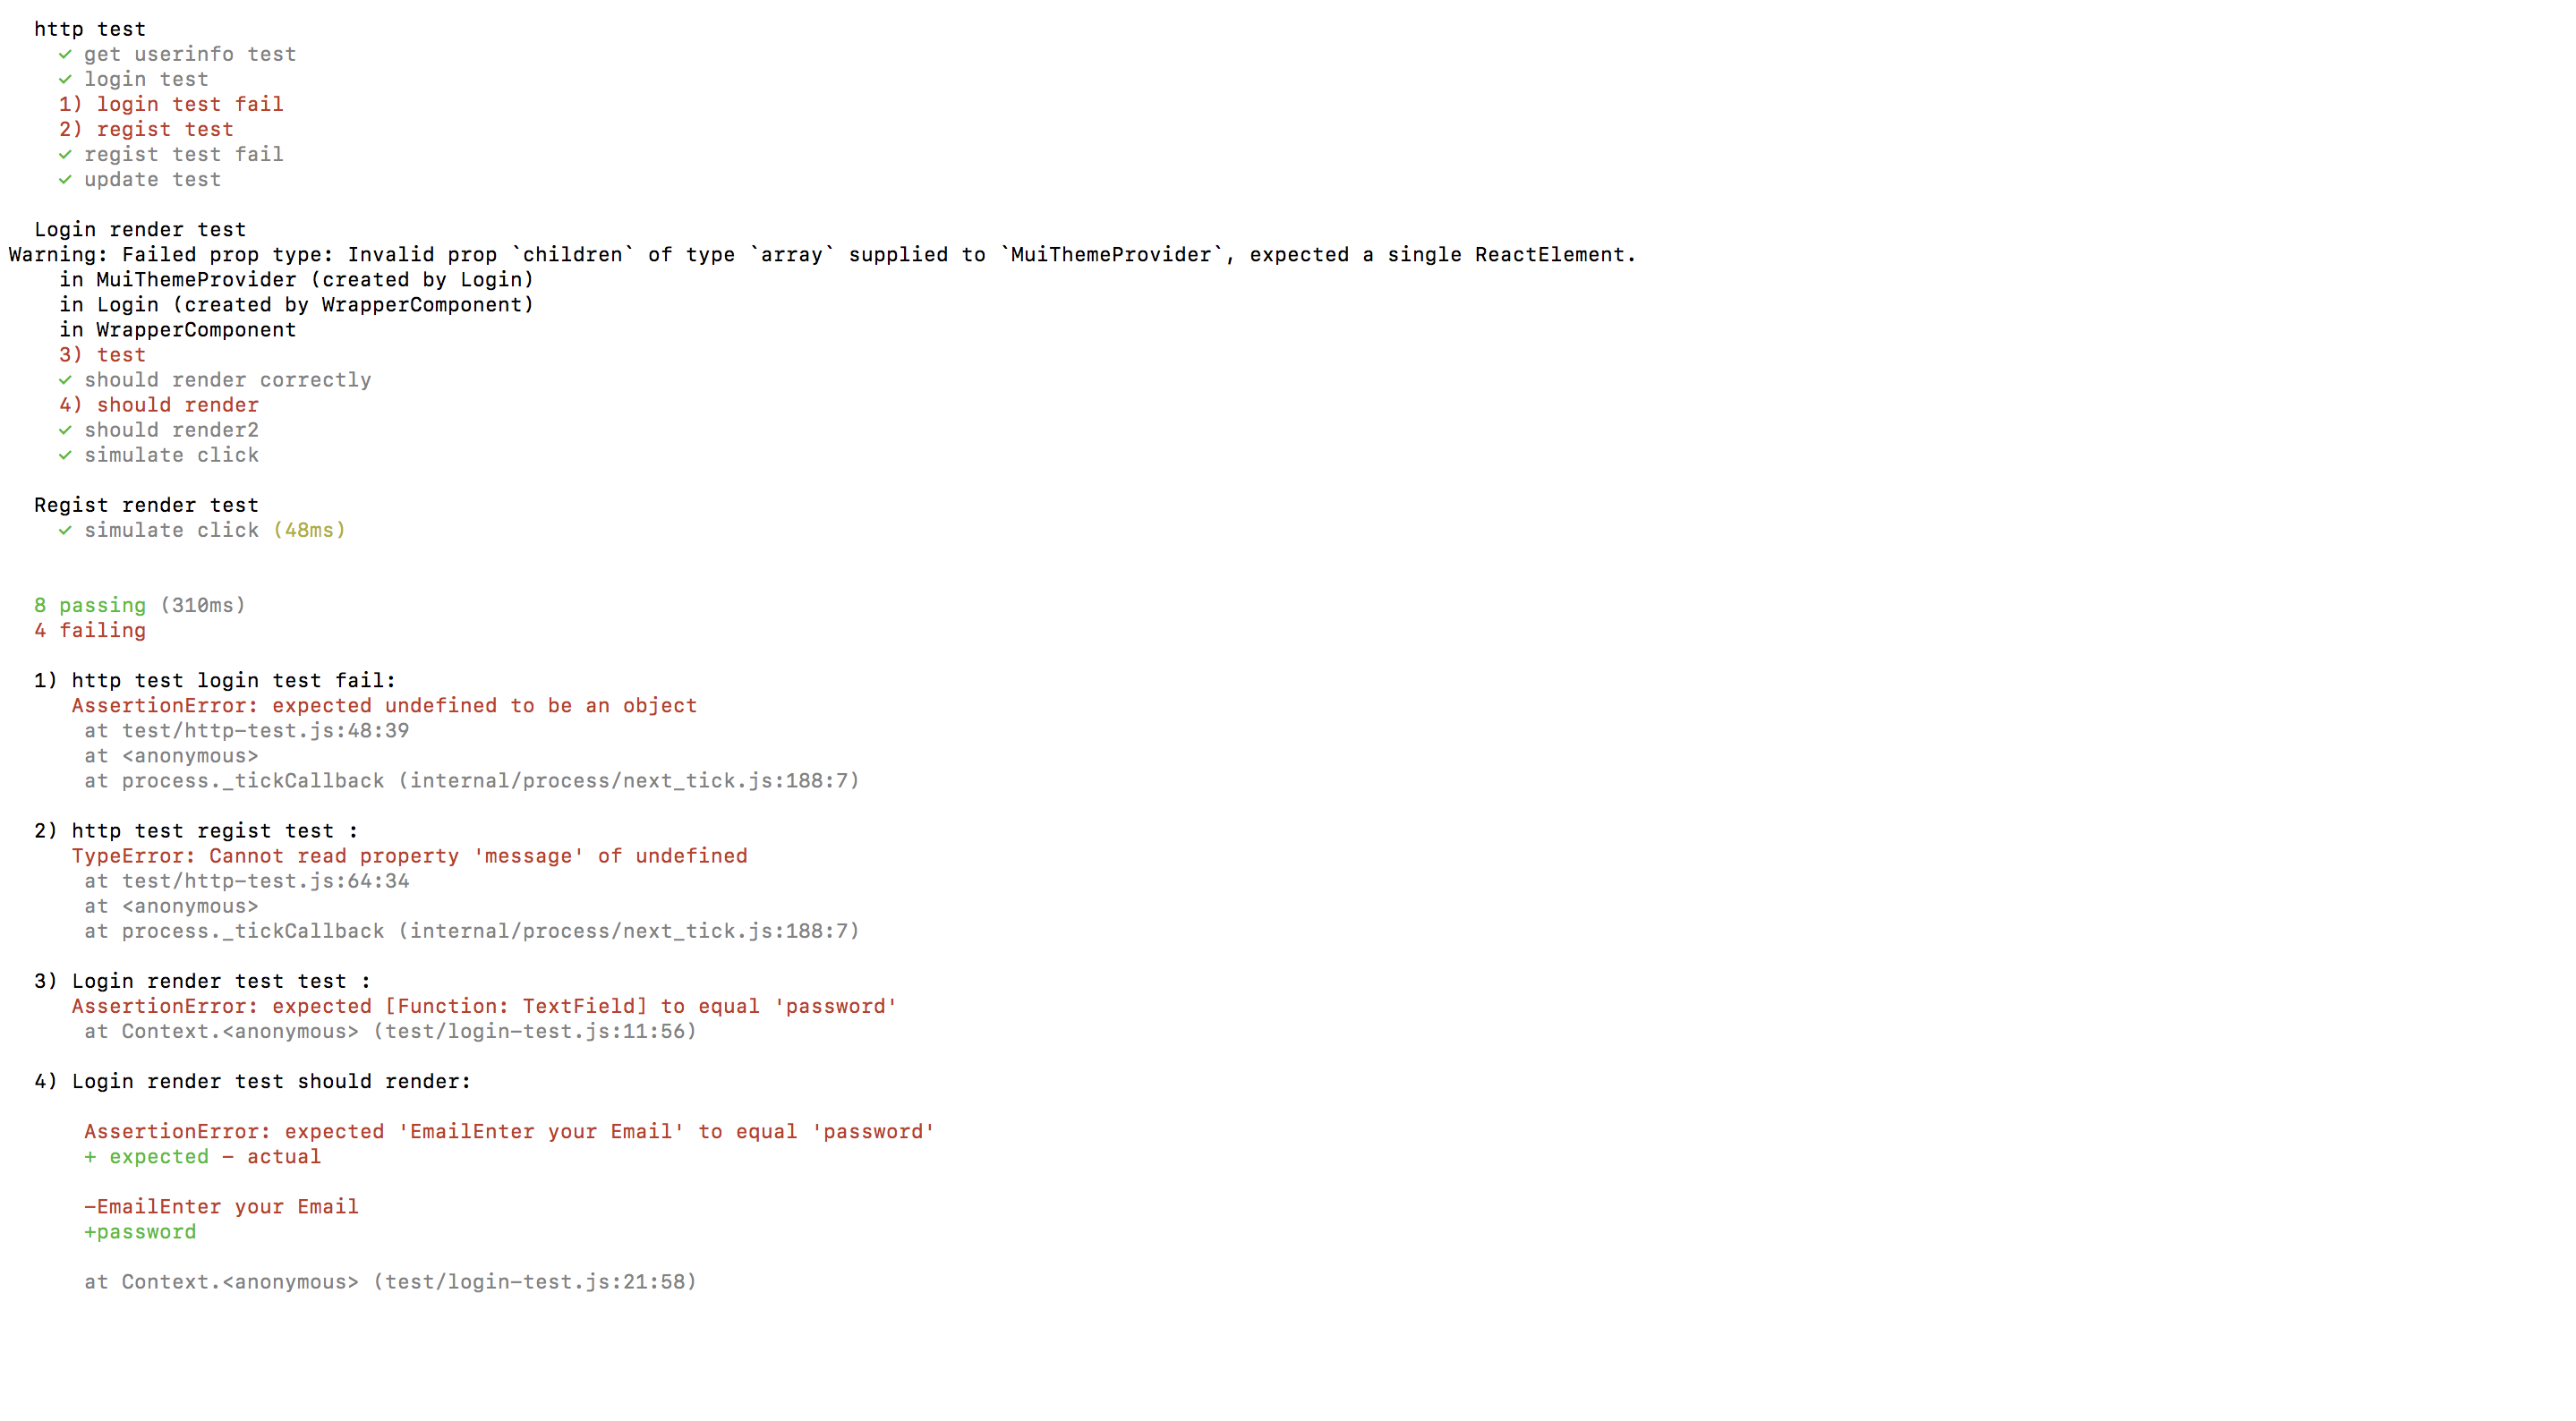 http test
✓ get userinfo test
✓ login test
1) login test fail
2) regist test
✓ regist test fail
✓ update test
Login render test
Warning: Failed prop type: Invalid prop `children` of type `array` supplied to `MuiThemeProvider`, expected a single ReactElement.
in MuiThemeProvider (created by Login)
in Login (created by WrapperComponent)
in WrapperComponent
3) test
✓ should render correctly
4) should render
✓ should render2
✓ simulate click
Regist render test
✓ simulate click (48ms)
8 passing (310ms)
4 failing
1) http test login test fail:
AssertionError: expected undefined to be an object
at test/http-test.js:48:39
at <anonymous>
at process._tickCallback (internal/process/next_tick.js:188:7)
2) http test regist test :
TypeError: Cannot read property 'message' of undefined
at test/http-test.js:64:34
at <anonymous>
at process._tickCallback (internal/process/next_tick.js:188:7)
3) Login render test test :
AssertionError: expected [Function: TextField] to equal 'password'
at Context.<anonymous> (test/login-test.js:11:56)
4) Login render test should render:
AssertionError: expected 'EmailEnter your Email' to equal 'password'
+ expected - actual
-EmailEnter your Email
+password
at Context.<anonymous> (test/login-test.js:21:58)